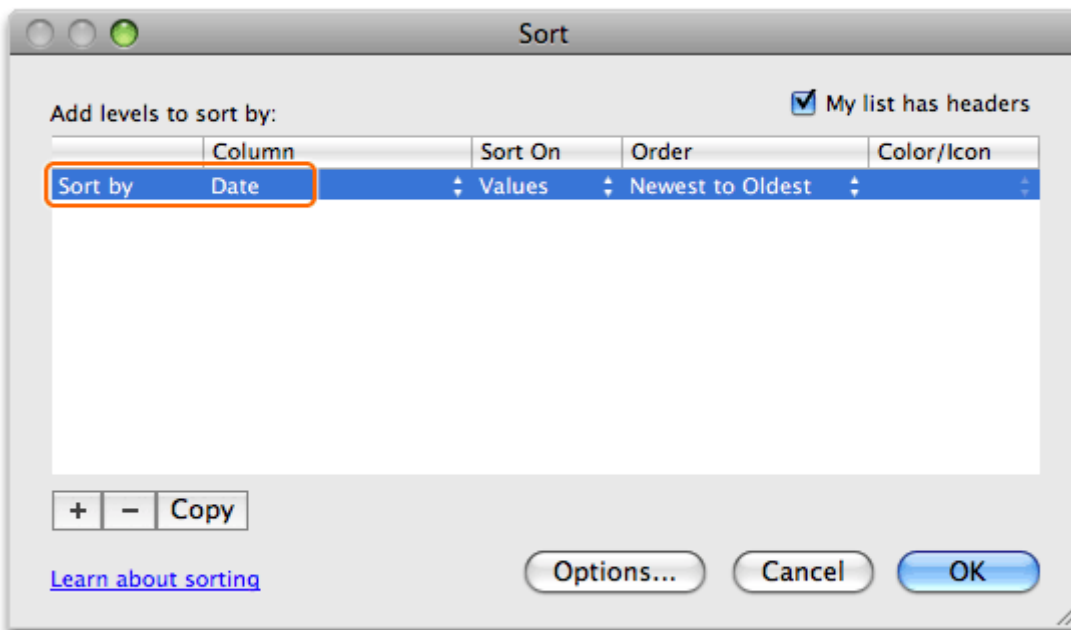 Sort
Add levels to sort by:
My list has headers
Column Sort On Order Color/Icon
Sort by Date Values Newest to Oldest
+ − Copy
Learn about sorting
Options... Cancel OK